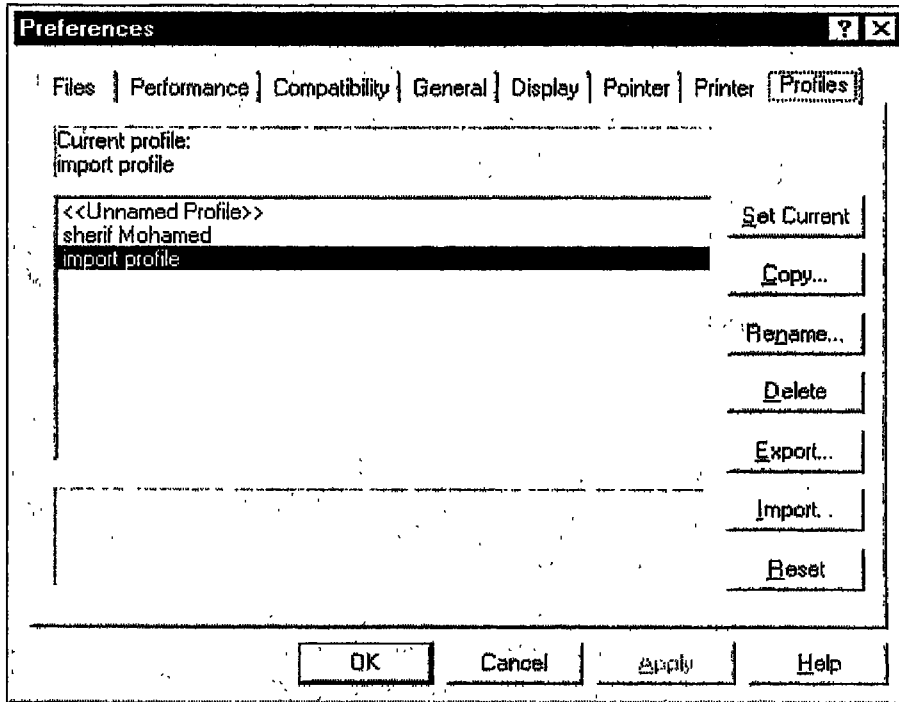 Preferences
Files Performance Compatibility General Display Pointer Printer Profiles
Current profile:
import profile
<<Unnamed Profile>>
sherif Mohamed
import profile
Set Current
Copy...
Rename...
Delete
Export...
Import...
Reset
OK Cancel Apply Help